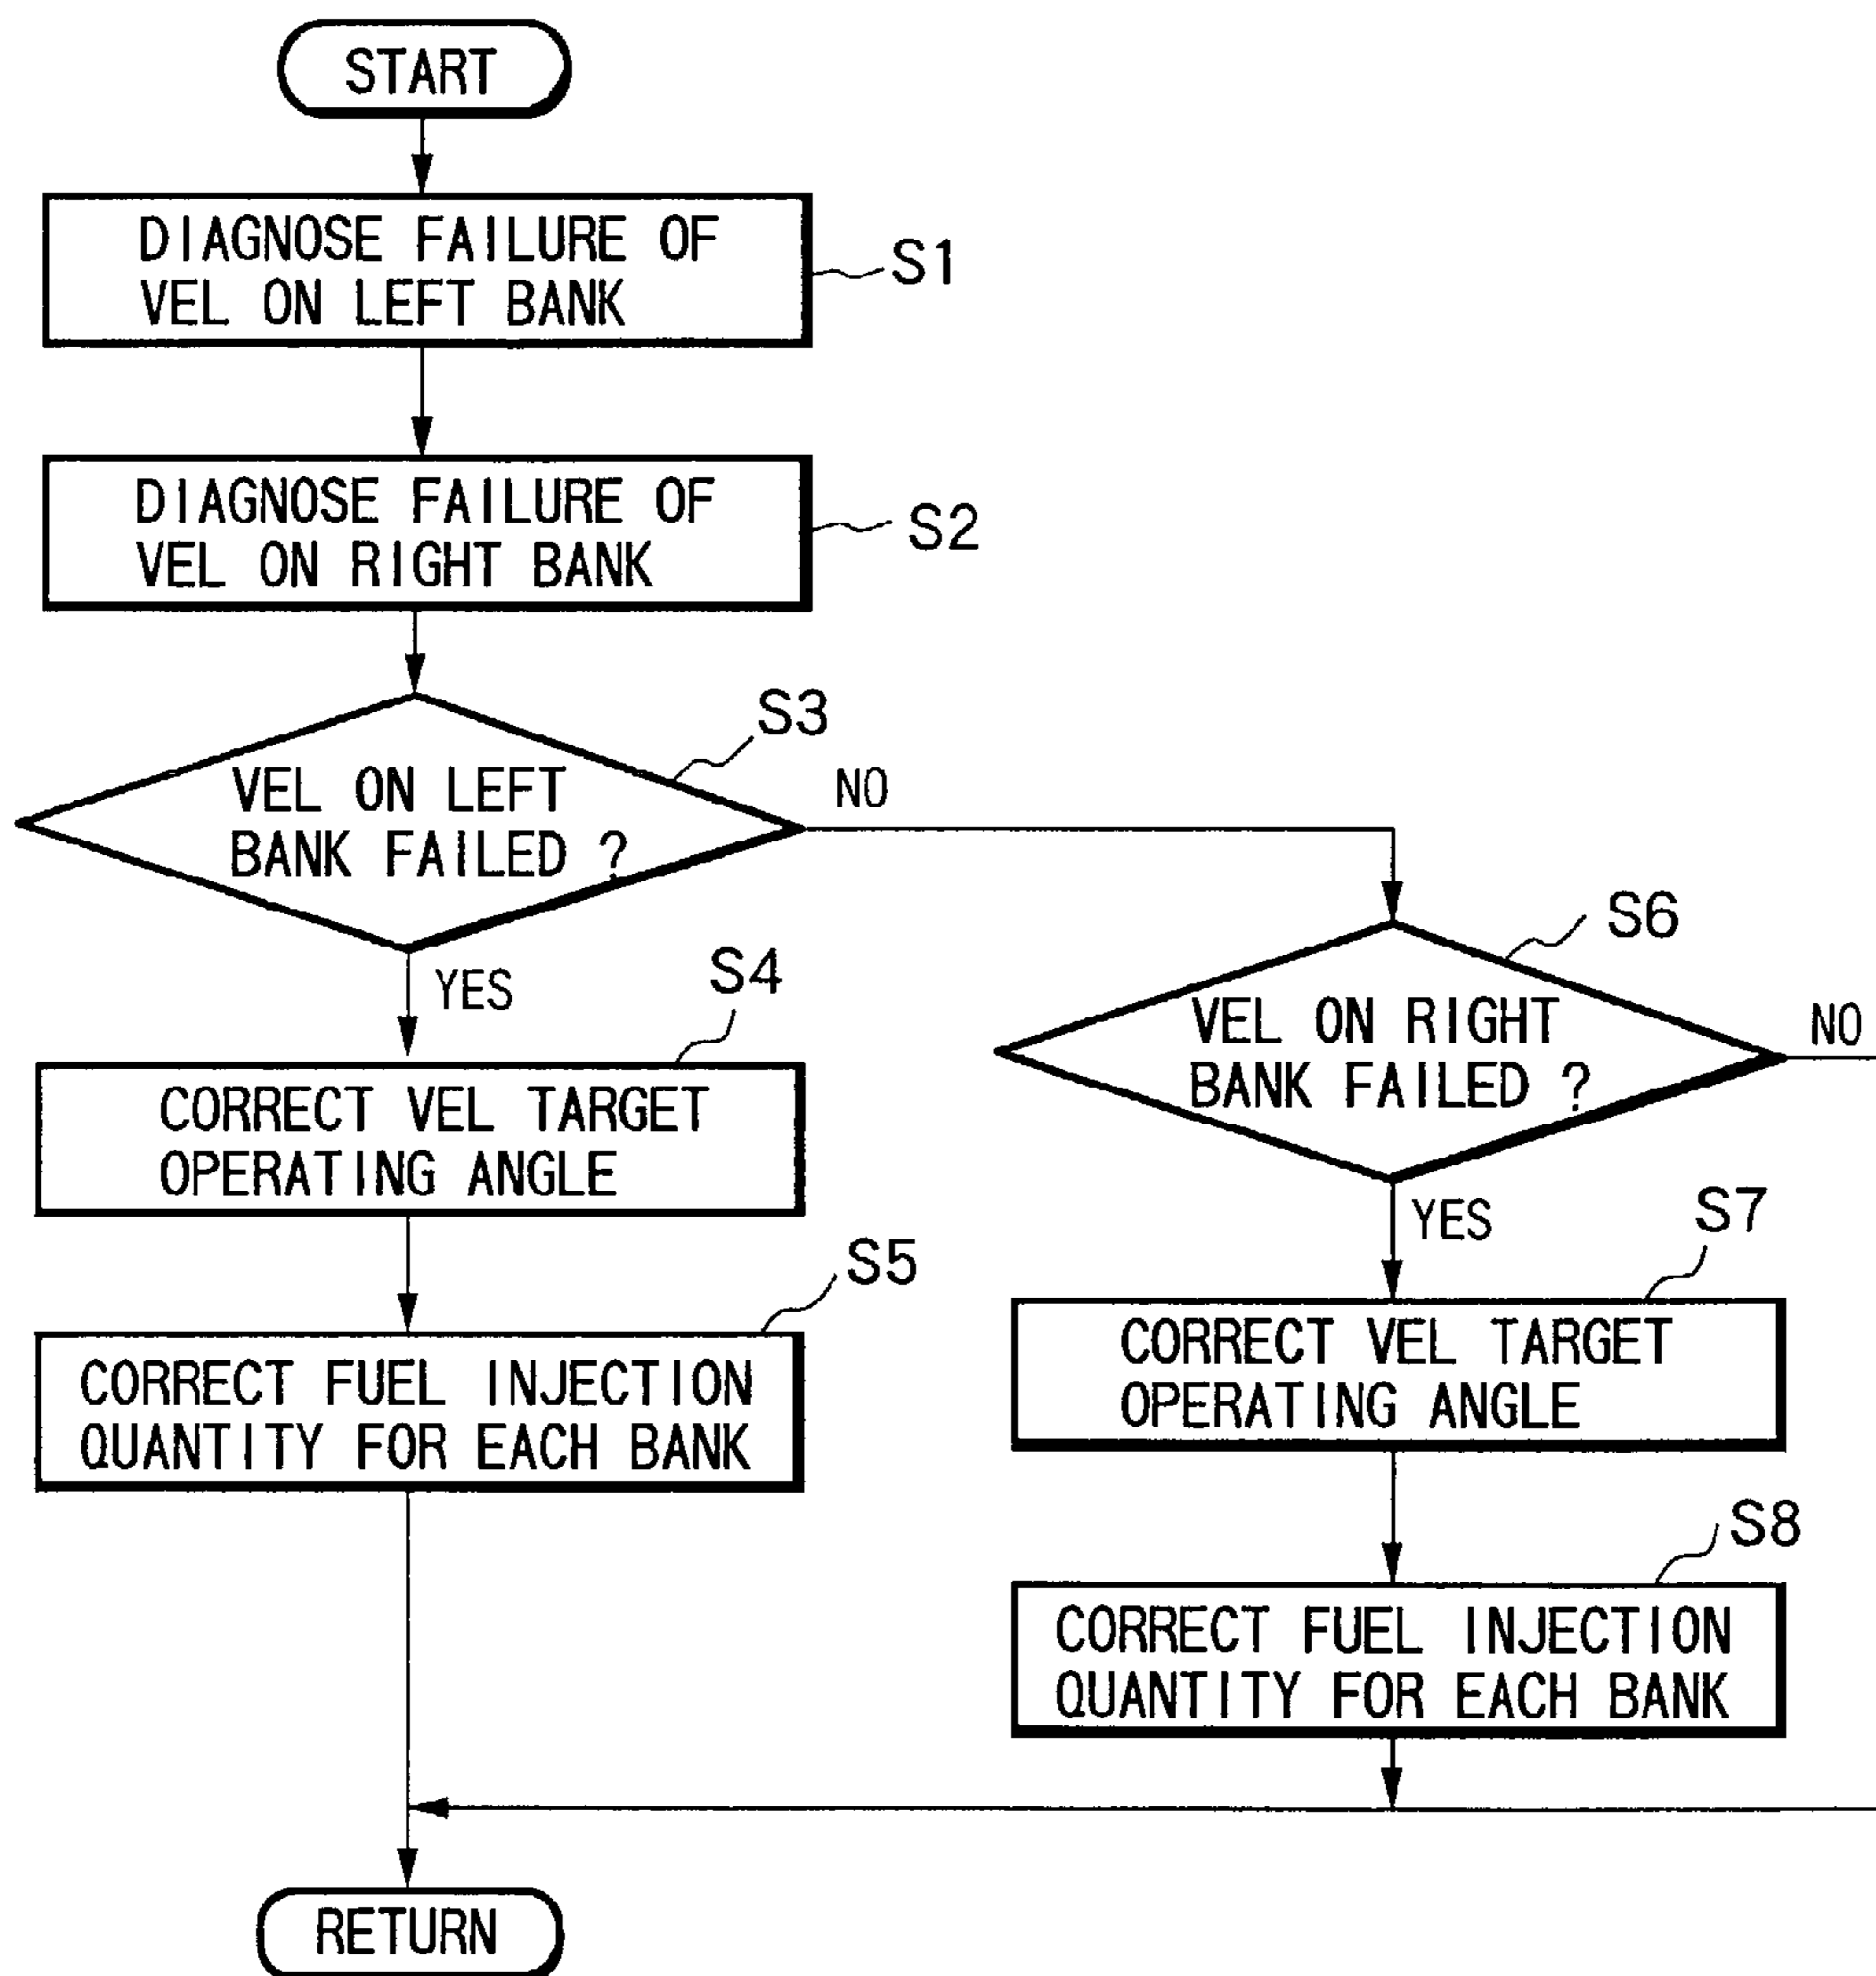 START
DIAGNOSE FAILURE OF
VEL ON LEFT BANK
S1
DIAGNOSE FAILURE OF
VEL ON RIGHT BANK
S2
S3
VEL ON LEFT
BANK FAILED ?
NO
YES
S4
CORRECT VEL TARGET
OPERATING ANGLE
S5
CORRECT FUEL INJECTION
QUANTITY FOR EACH BANK
S6
VEL ON RIGHT
BANK FAILED ?
NO
YES
S7
CORRECT VEL TARGET
OPERATING ANGLE
S8
CORRECT FUEL INJECTION
QUANTITY FOR EACH BANK
RETURN